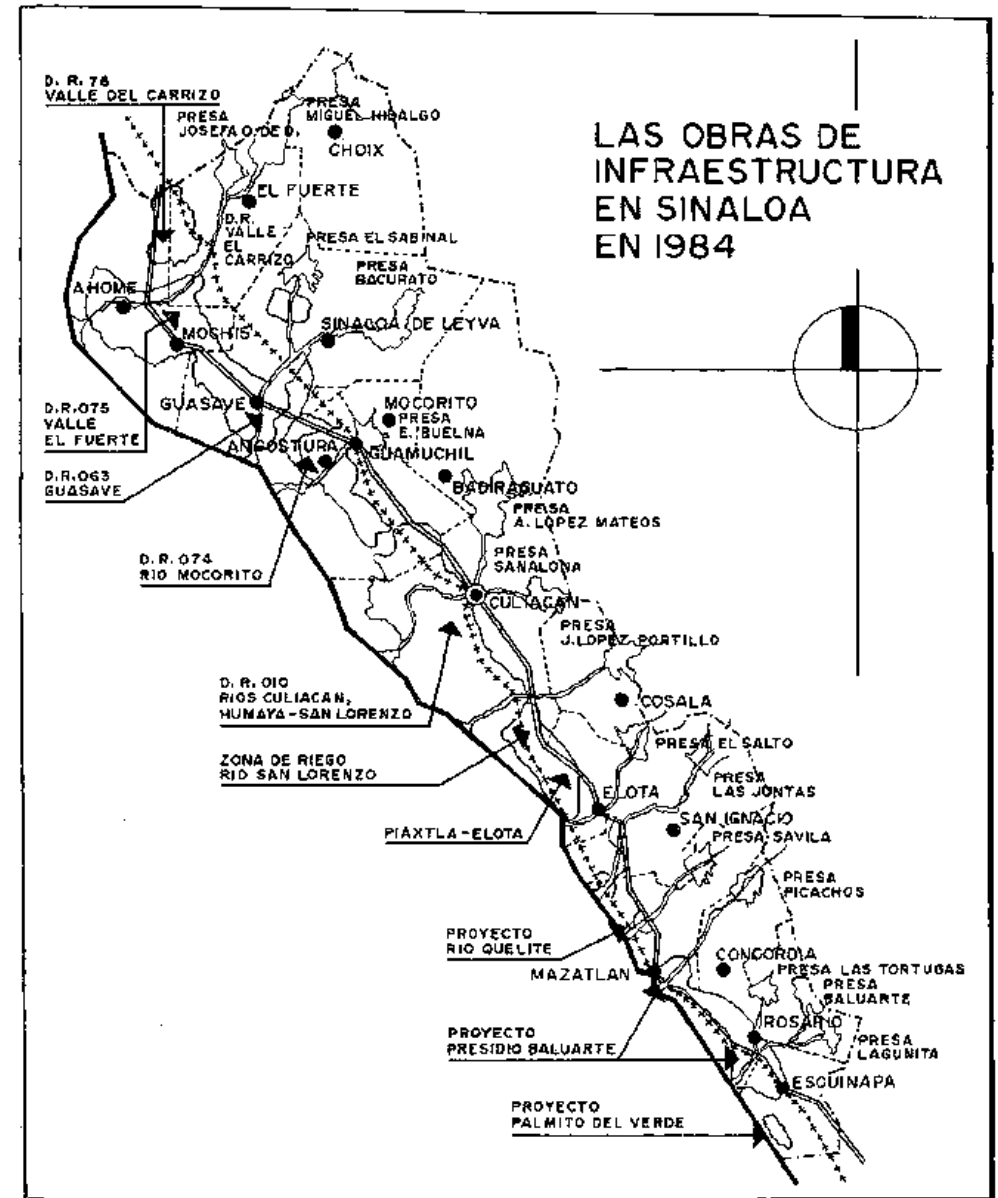 LAS OBRAS DE
INFRAESTRUCTURA
EN SINALOA
EN 1984
D. R. 76
VALLE DEL CARRIZO
PRESA
JOSEFA O. DE D.
PRESA
MIGUEL HIDALGO
CHOIX
EL FUERTE
D.R.
VALLE
EL
CARRIZO
PRESA EL SABINAL
PRESA
BACURATO
AHOME
MOCHIS
SINALOA DE LEYVA
GUASAVE
MOCORITO
PRESA
E. BUELNA
D.R.075
VALLE
EL FUERTE
ANGOSTURA
GUAMUCHIL
D.R.063
GUASAVE
BADIRAGUATO
PRESA
A. LOPEZ MATEOS
D. R. 074
RIO MOCORITO
PRESA
SANALONA
CULIACAN
PRESA
J. LOPEZ PORTILLO
D. R. 010
RIOS CULIACAN,
HUMAYA-SAN LORENZO
COSALA
ZONA DE RIEGO
RIO SAN LORENZO
PRESA EL SALTO
PRESA
LAS JUNTAS
ELOTA
PIAXTLA-ELOTA
SAN IGNACIO
PRESA SAVILA
PRESA
PICACHOS
PROYECTO
RIO QUELITE
MAZATLAN
CONCORDIA
PRESA LAS TORTUGAS
PRESA
BALUARTE
PROYECTO
PRESIDIO BALUARTE
ROSARIO
PRESA
LAGUNITA
ESCUINAPA
PROYECTO
PALMITO DEL VERDE